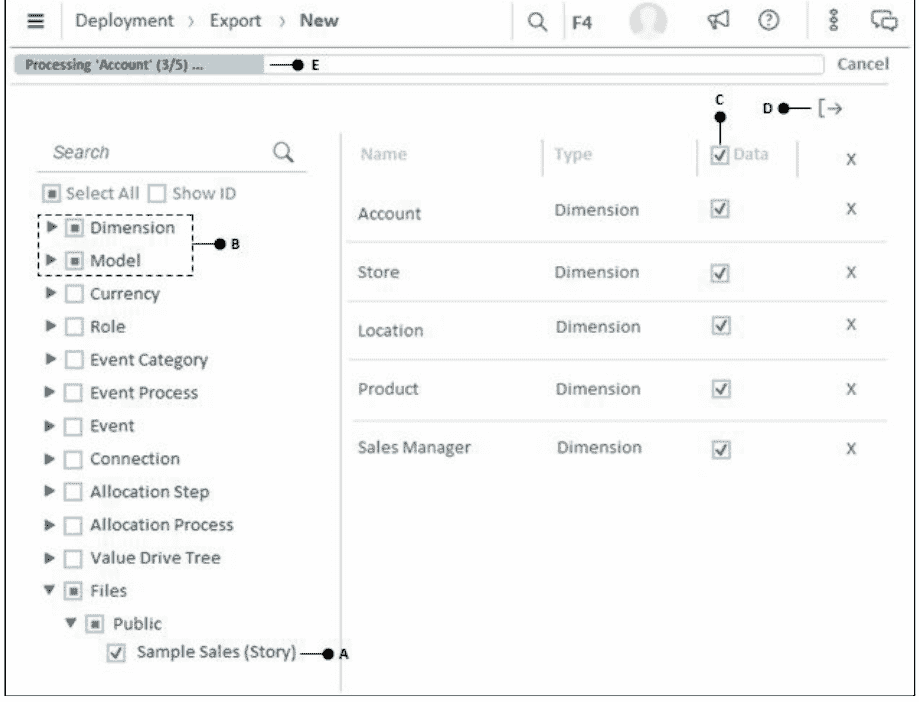 Deployment > Export > New F4
Processing 'Account' (3/5) ... E Cancel
C D
Search Name Type Data X
Select All Show ID
Dimension
B
Model
Currency
Role
Event Category
Event Process
Event
Connection
Allocation Step
Allocation Process
Value Drive Tree
Files
Public
Sample Sales (Story) A
Account Dimension X
Store Dimension X
Location Dimension X
Product Dimension X
Sales Manager Dimension X